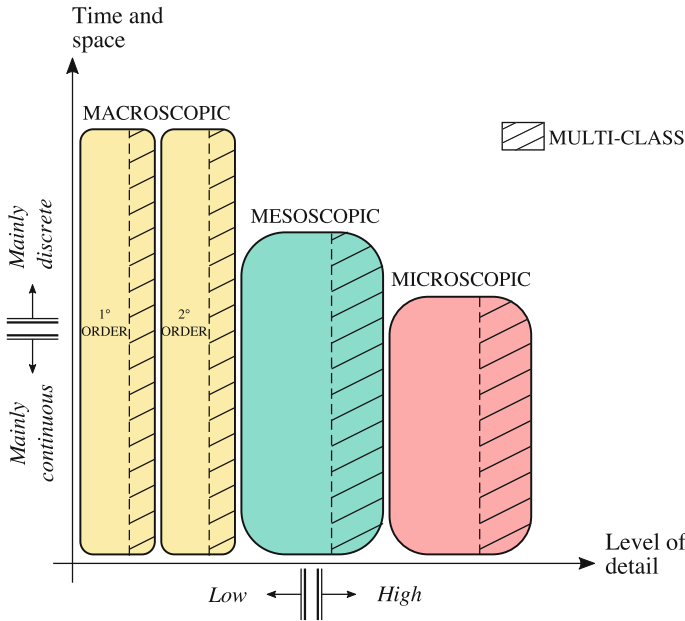 Time and
space
MACROSCOPIC
MULTI-CLASS
MESOSCOPIC
MICROSCOPIC
Mainly
discrete
1°
ORDER
2°
ORDER
Mainly
continuous
Level of
detail
Low
High